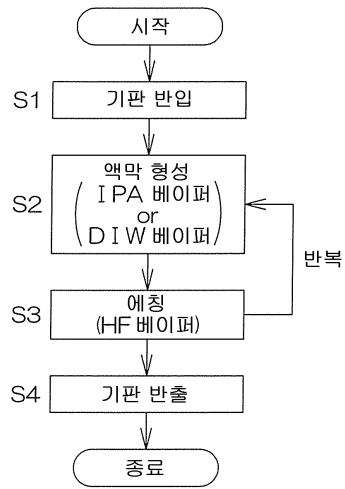 시작
S1 기판 반입
S2 액막 형성
(IPA 베이퍼
or
DIW 베이퍼)
반복
S3 에칭
(HF 베이퍼)
S4 기판 반출
종료